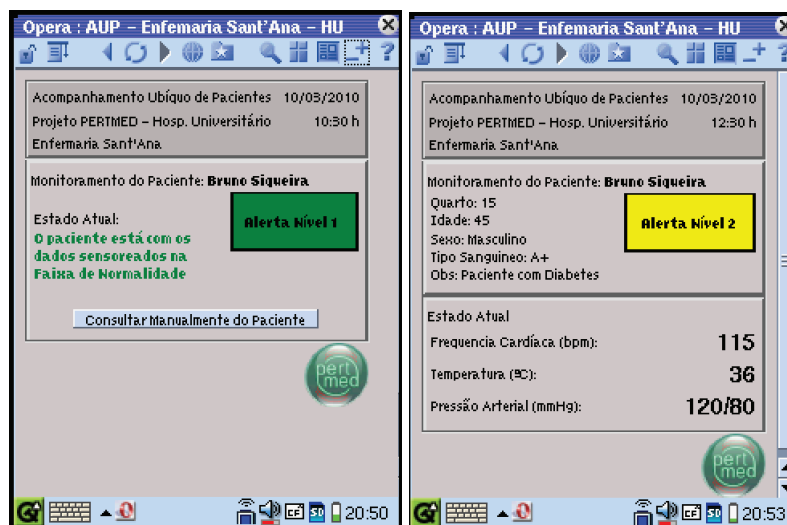 Opera : AUP – Enfemaria Sant'Ana – HU
Acompanhamento Ubíquo de Pacientes 10/03/2010
Projeto PERTMED – Hosp. Universitário 10:30 h
Enfermaria Sant'Ana
Monitoramento do Paciente: Bruno Siqueira
Estado Atual:
O paciente está com os
dados sensoreados na
Faixa de Normalidade
Alerta Nível 1
Consultar Manualmente do Paciente
pert
med
20:50
Opera : AUP – Enfemaria Sant'Ana – HU
Acompanhamento Ubíquo de Pacientes 10/03/2010
Projeto PERTMED – Hosp. Universitário 12:30 h
Enfermaria Sant'Ana
Monitoramento do Paciente: Bruno Siqueira
Quarto: 15
Idade: 45
Sexo: Masculino
Tipo Sanguineo: A+
Obs: Paciente com Diabetes
Alerta Nível 2
Estado Atual
Frequencia Cardíaca (bpm): 115
Temperatura (ºC): 36
Pressão Arterial (mmHg): 120/80
pert
med
20:53